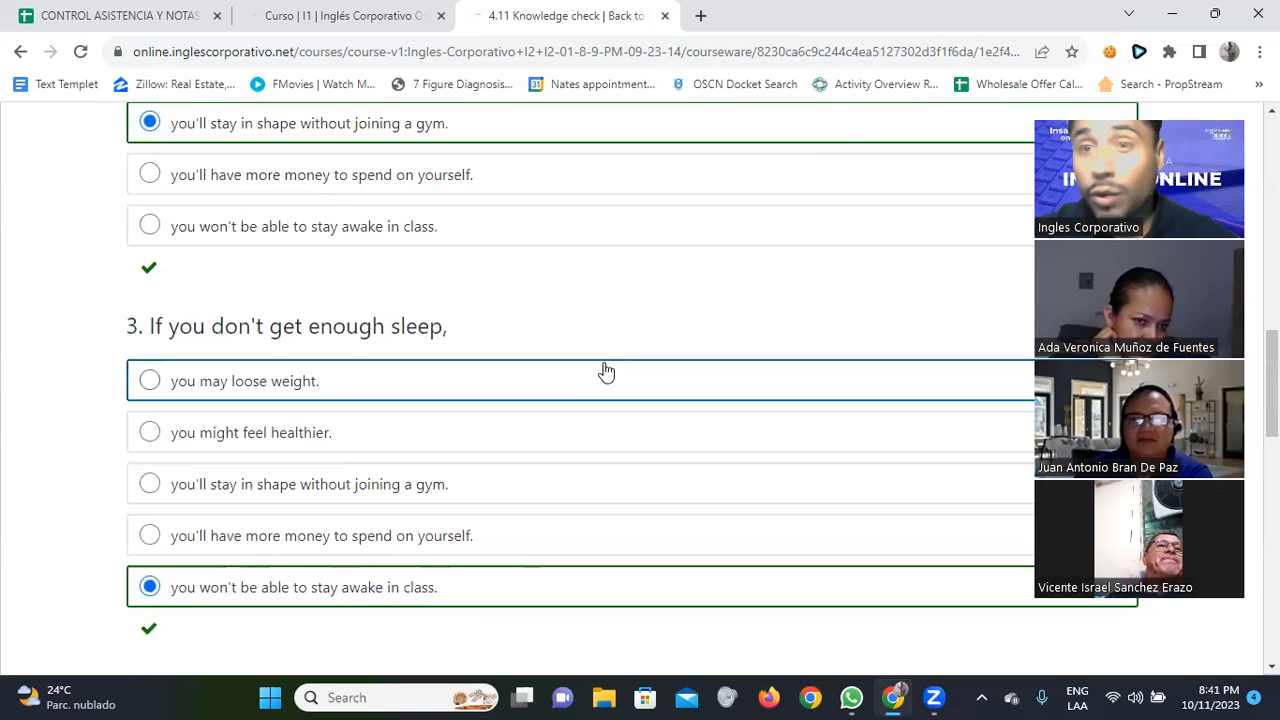 CONTROL ASISTENCIA Y NOTAS
Curso | I1 | Inglés Corporativo O
4.11 Knowledge check | Back to
online.inglescorporativo.net/courses/course-v1:Ingles-Corporativo+I2+I2-01-8-9-PM-09-23-14/courseware/8230ca6c9c244c4ea5127302d3f1f6da/1e2f4...
Text Templet
Zillow: Real Estate,...
FMovies | Watch M...
7 Figure Diagnosis...
Nates appointment...
OSCN Docket Search
Activity Overview R...
Wholesale Offer Cal...
Search - PropStream
»
you'll stay in shape without joining a gym.
you'll have more money to spend on yourself.
you won't be able to stay awake in class.
3. If you don't get enough sleep,
you may loose weight.
you might feel healthier.
you'll stay in shape without joining a gym.
you'll have more money to spend on yourself.
you won't be able to stay awake in class.
Ingles Corporativo
Ada Veronica Muñoz de Fuentes
Juan Antonio Bran De Paz
Vicente Israel Sanchez Erazo
24°C
Parc. nublado
Search
ENG
LAA
8:41 PM
10/11/2023